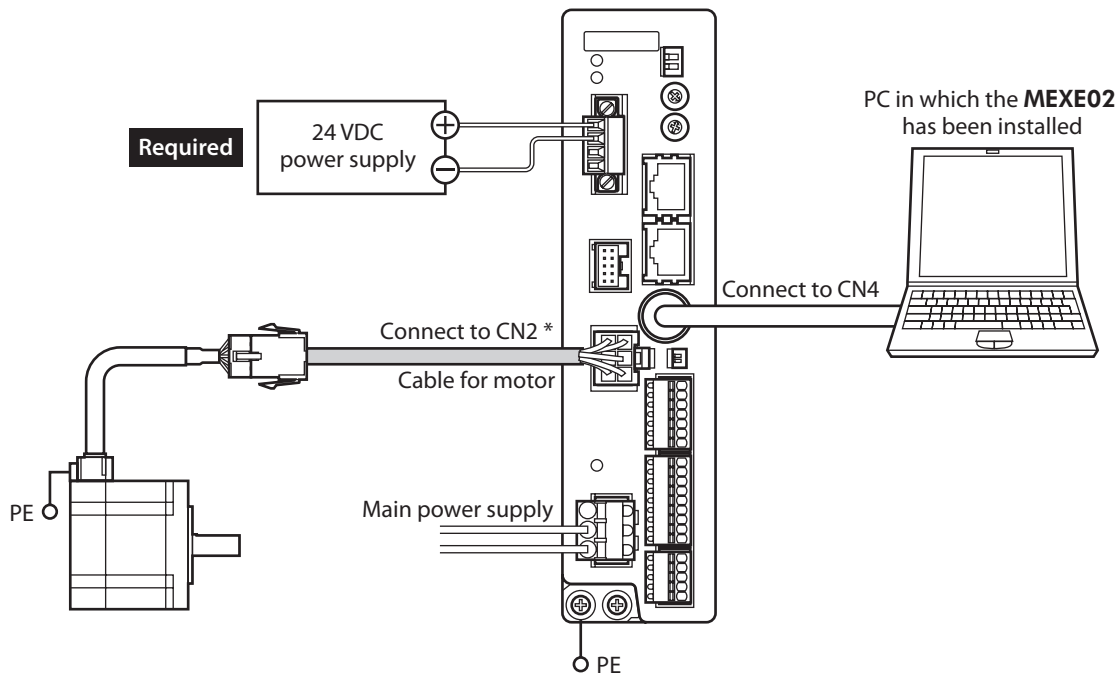 24 VDC
power supply
Required
PC in which the MEXE02
has been installed
Connect to CN4
Connect to CN2 *
Cable for motor
PE
Main power supply
PE